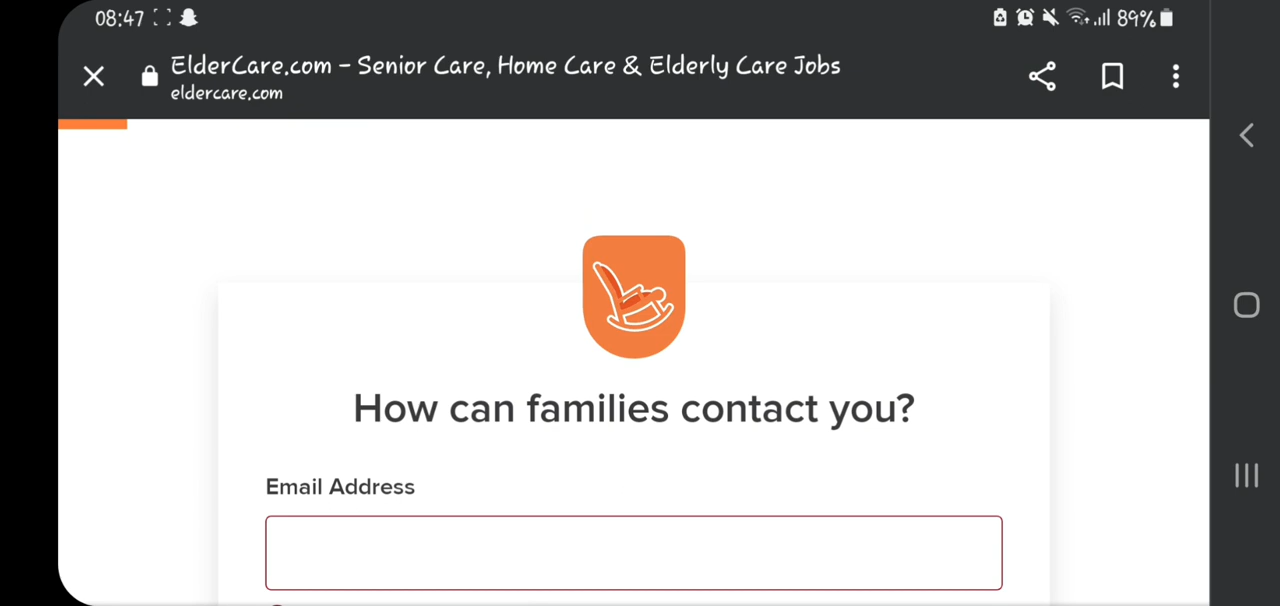 08:47
89%
ElderCare.com – Senior Care, Home Care & Elderly Care Jobs
eldercare.com
How can families contact you?
Email Address